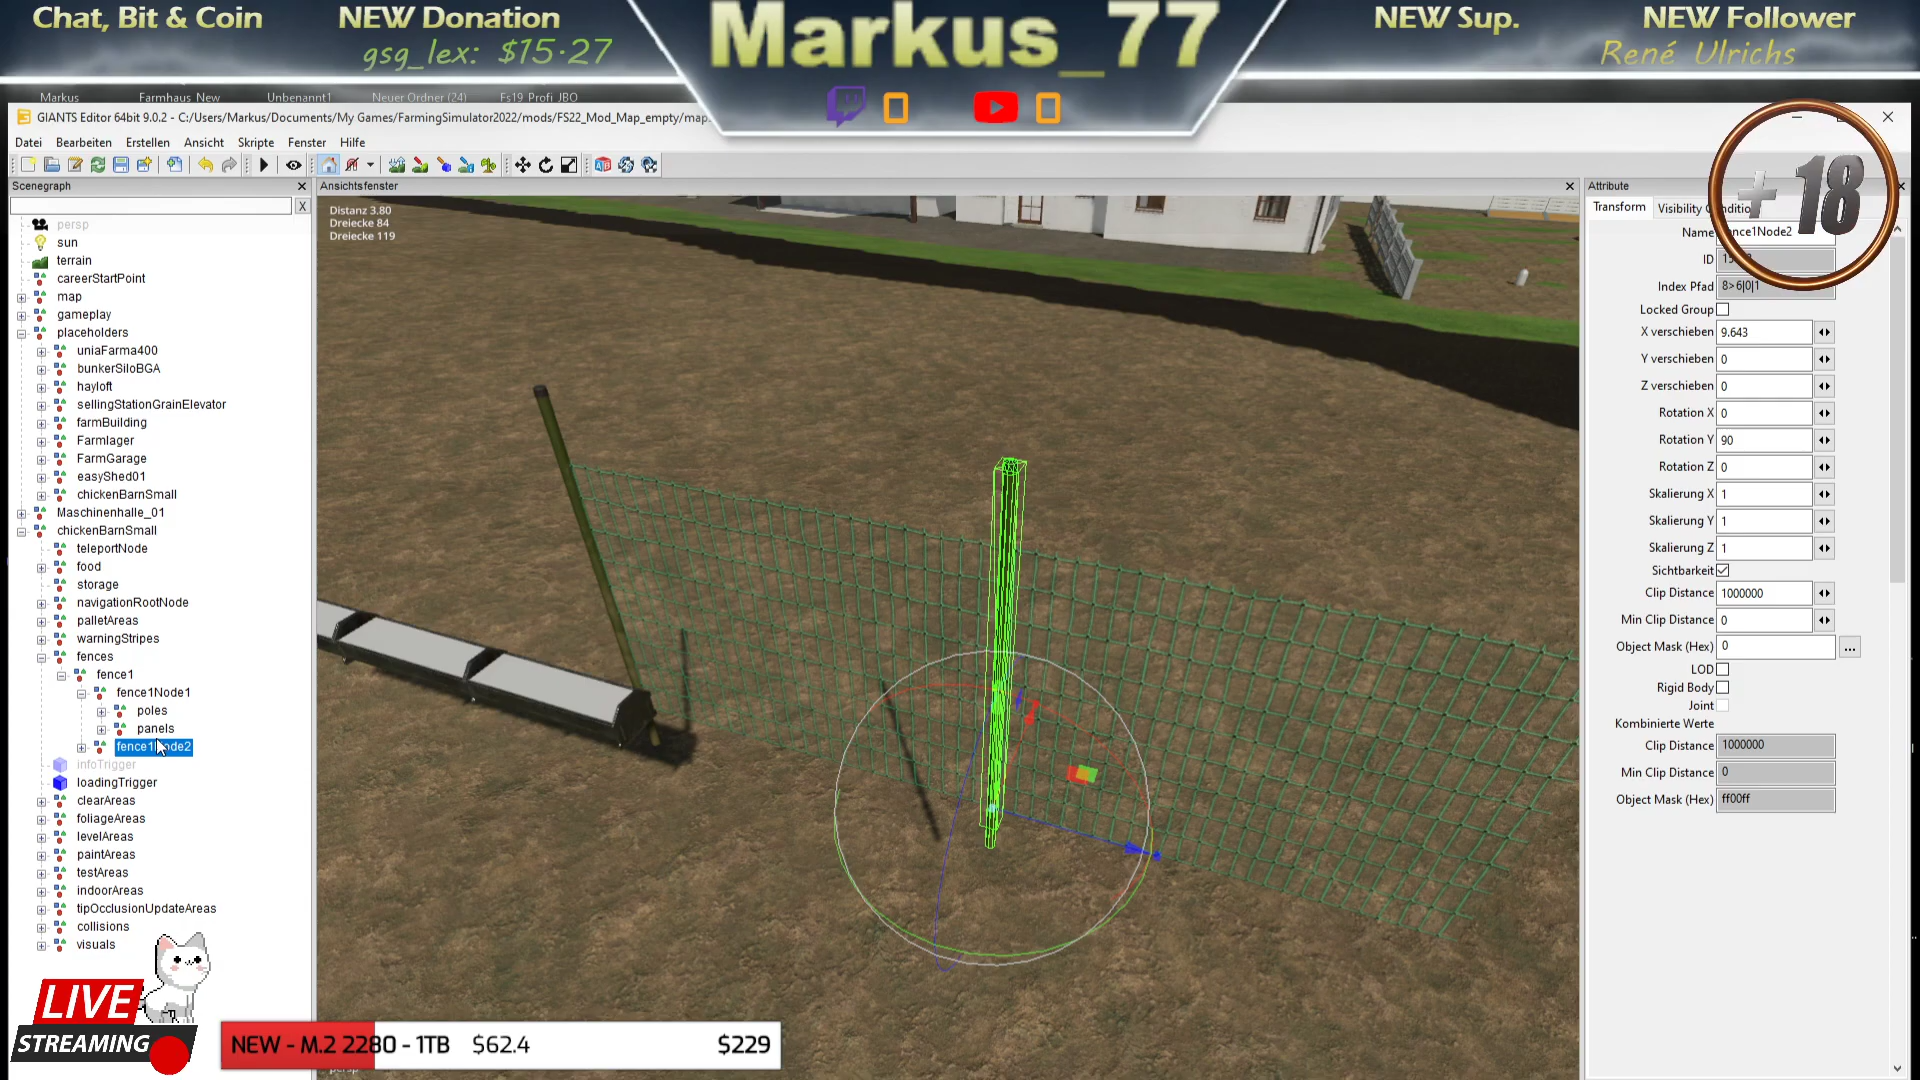 Chat, Bit & Coin
NEW Donation
gsg_lex: $15.27
Markus_77
NEW Sup.
NEW Follower
René Ulrichs
0
0
Markus
Farmhaus New
Unbenannt1
Neuer Ordner (24)
Fs19 Profi JBO
GIANTS Editor 64bit 9.0.2 - C:/Users/Markus/Documents/My Games/FarmingSimulator2022/mods/FS22_Mod_Map_empty/map
+18
Datei
Bearbeiten
Erstellen
Ansicht
Skripte
Fenster
Hilfe
Scenegraph
X
persp
sun
terrain
careerStartPoint
map
gameplay
placeholders
uniaFarma400
bunkerSiloBGA
hayloft
sellingStationGrainElevator
farmBuilding
Farmlager
FarmGarage
easyShed01
chickenBarnSmall
Maschinenhalle_01
chickenBarnSmall
teleportNode
food
storage
navigationRootNode
palletAreas
warningStripes
fences
fence1
fence1Node1
poles
panels
fence1Node2
infoTrigger
loadingTrigger
clearAreas
foliageAreas
levelAreas
paintAreas
testAreas
indoorAreas
tipOcclusionUpdateAreas
collisions
visuals
LIVE
STREAMING
NEW - M.2 2280 - 1TB $62.4 $229
Ansichtsfenster
Distanz 3.80
Dreiecke 84
Dreiecke 119
persp
Attribute
Transform
Visibility Condition
Name fence1Node2
ID
Index Pfad 8>6|0|1
Locked Group
X verschieben 9.643
Y verschieben 0
Z verschieben 0
Rotation X 0
Rotation Y 90
Rotation Z 0
Skalierung X 1
Skalierung Y 1
Skalierung Z 1
Sichtbarkeit
Clip Distance 1000000
Min Clip Distance 0
Object Mask (Hex) 0 ...
LOD
Rigid Body
Joint
Kombinierte Werte
Clip Distance 1000000
Min Clip Distance 0
Object Mask (Hex) ff00ff